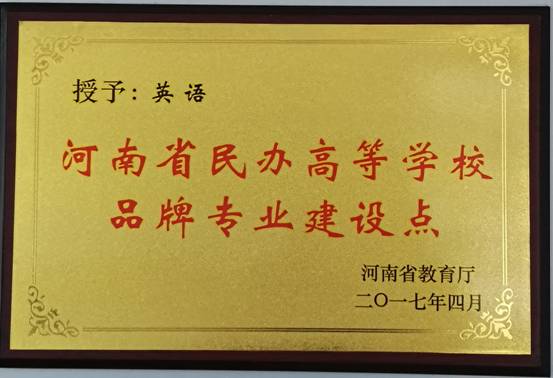 授予：英语
河南省民办高等学校
品牌专业建设点
河南省教育厅
二〇一七年四月